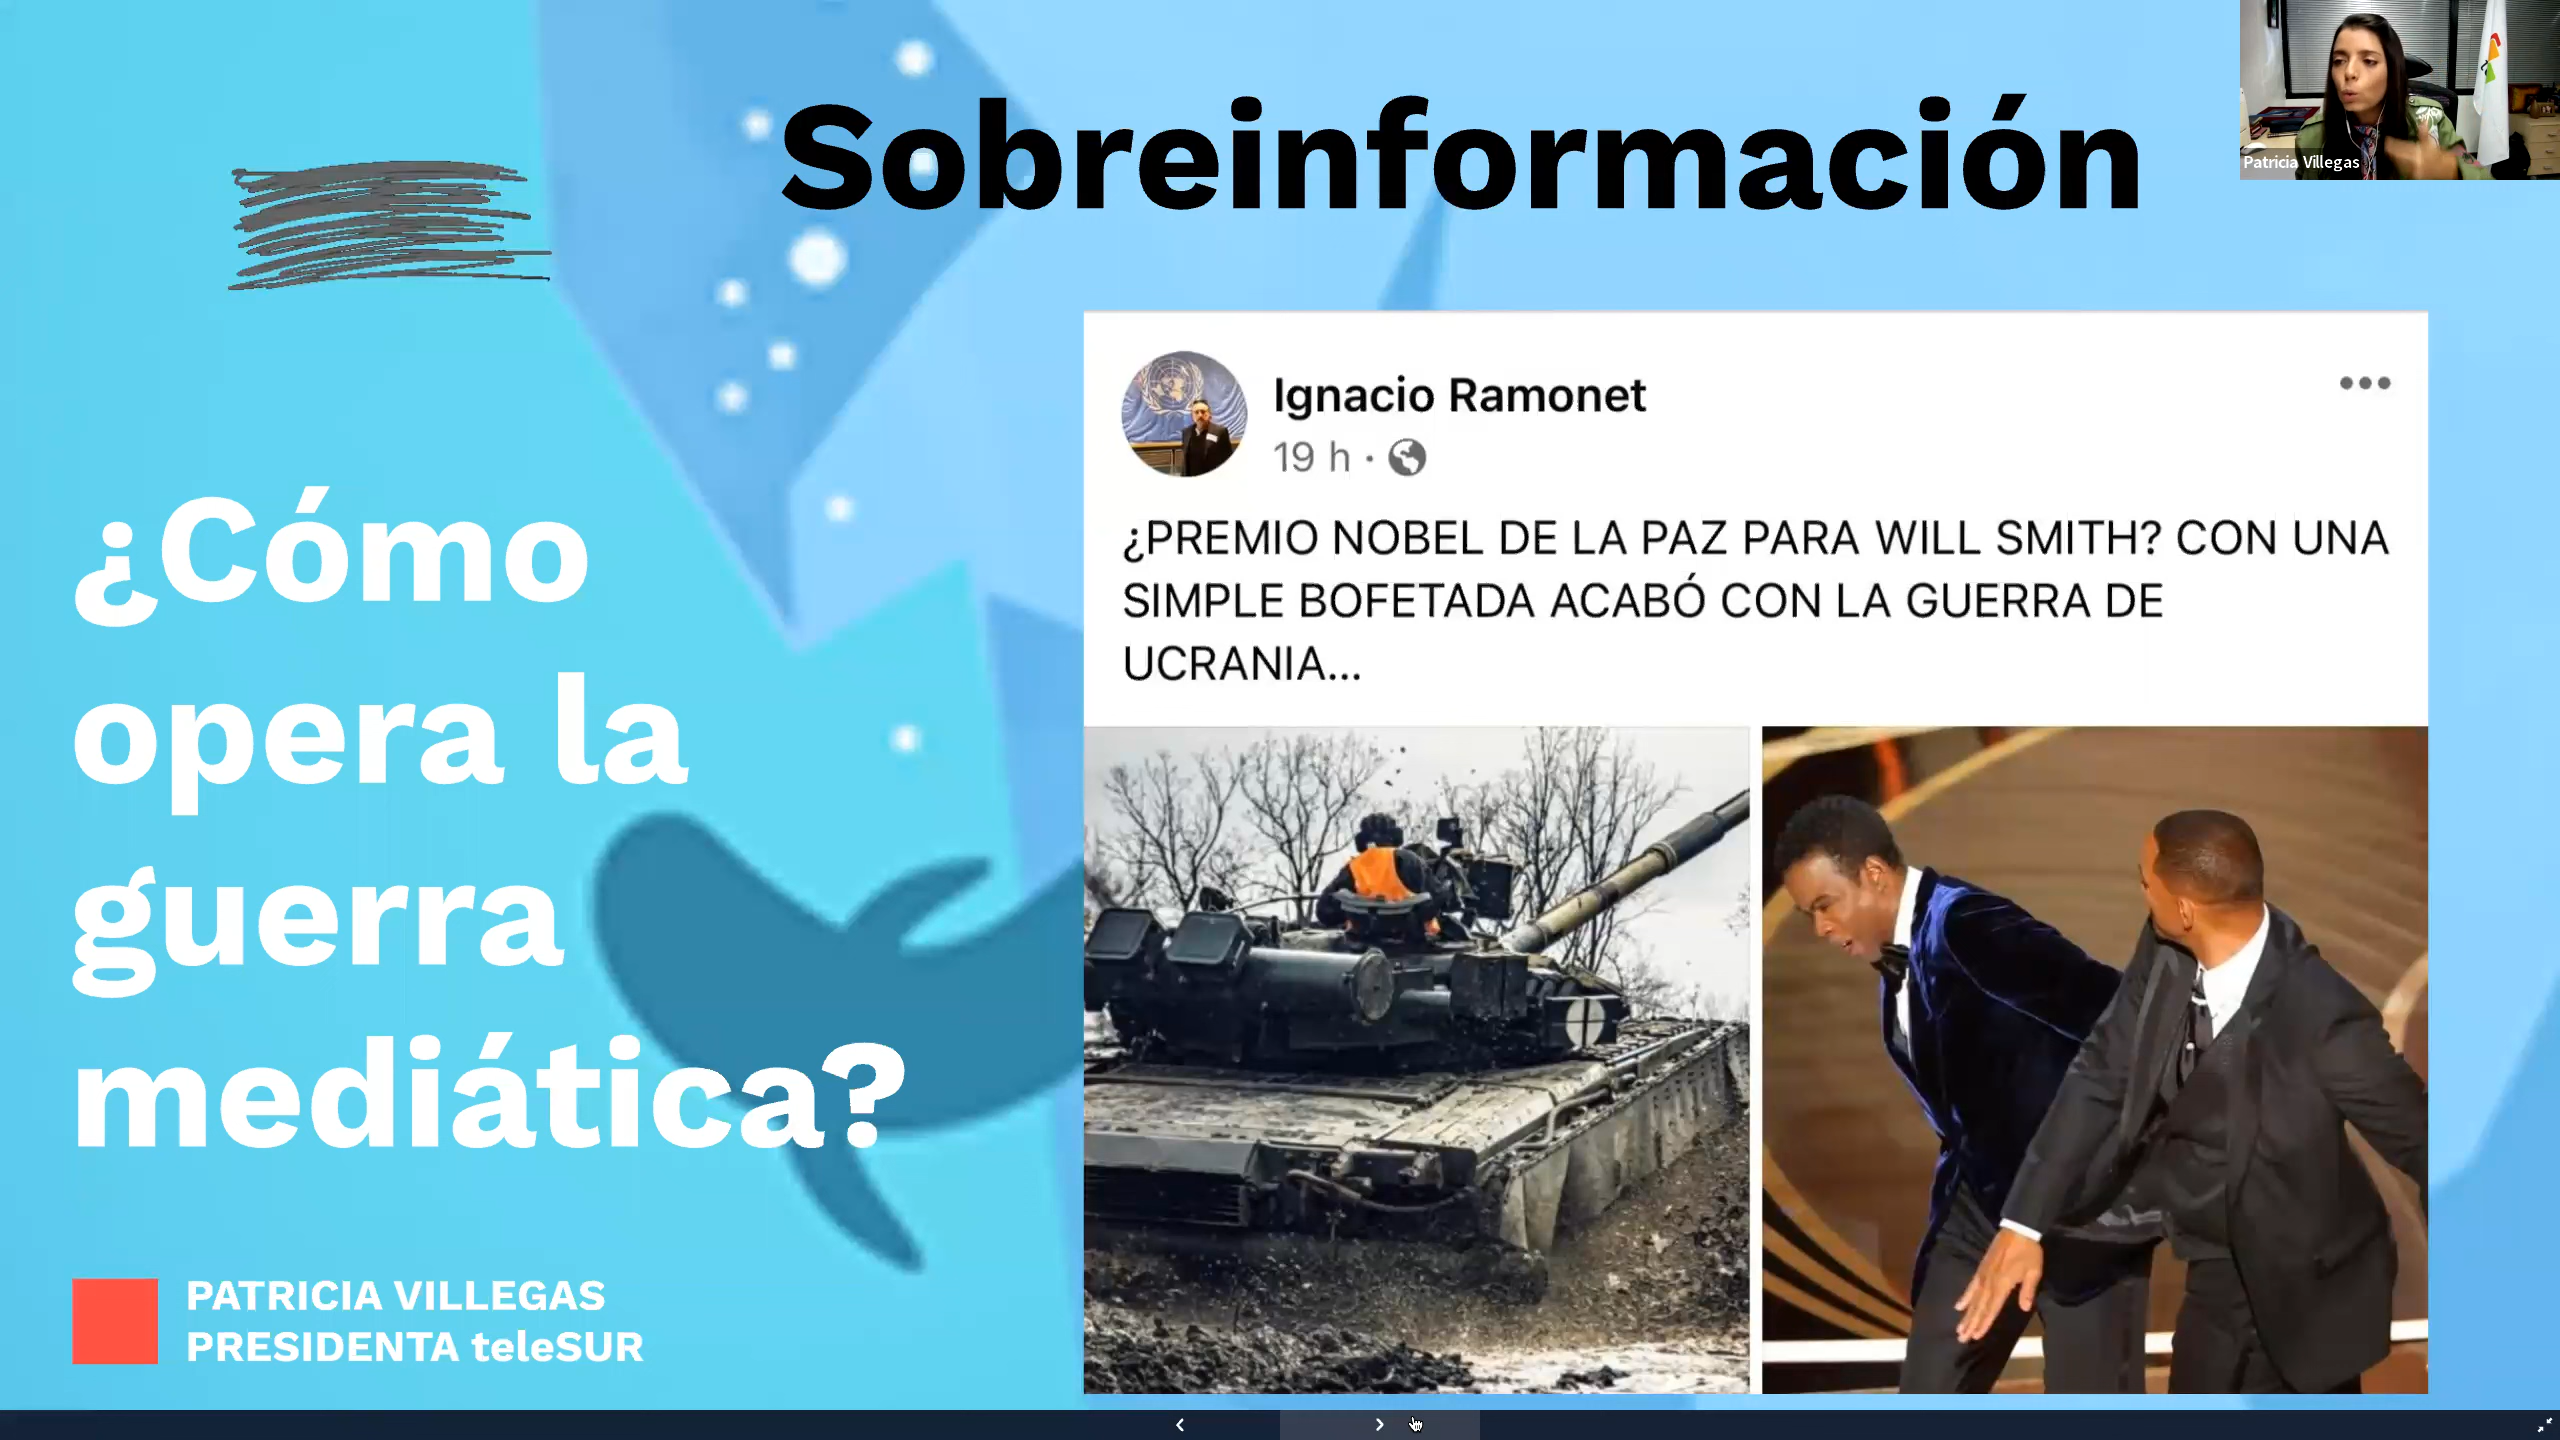 Sobreinformación
Patricia Villegas
¿Cómo
opera la
guerra
mediática?
PATRICIA VILLEGAS
PRESIDENTA teleSUR
Ignacio Ramonet
19 h ·
¿PREMIO NOBEL DE LA PAZ PARA WILL SMITH? CON UNA
SIMPLE BOFETADA ACABÓ CON LA GUERRA DE
UCRANIA...